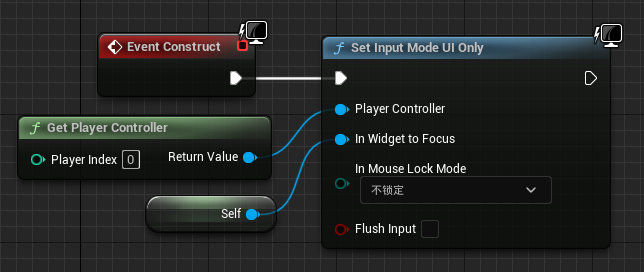 Event Construct
f Set Input Mode UI Only
Player Controller
In Widget to Focus
In Mouse Lock Mode
不锁定
Flush Input
f Get Player Controller
Player Index 0
Return Value
Self